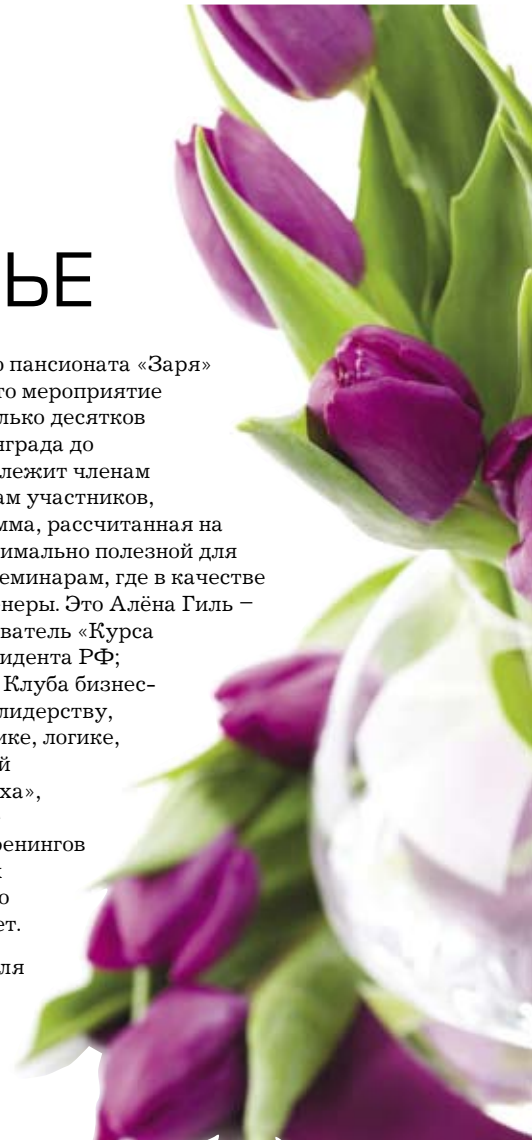 ЬЕ
о пансионата «Заря»
то мероприятие
лько десятков
нграда до
лежит членам
ам участников,
мма, рассчитанная на
имально полезной для
еминарам, где в качестве
неры. Это Алёна Гиль –
ватель «Курса
идента РФ;
Клуба бизнес-
лидерству,
ике, логике,
й
ха»,
ренингов
о
ет.
ля